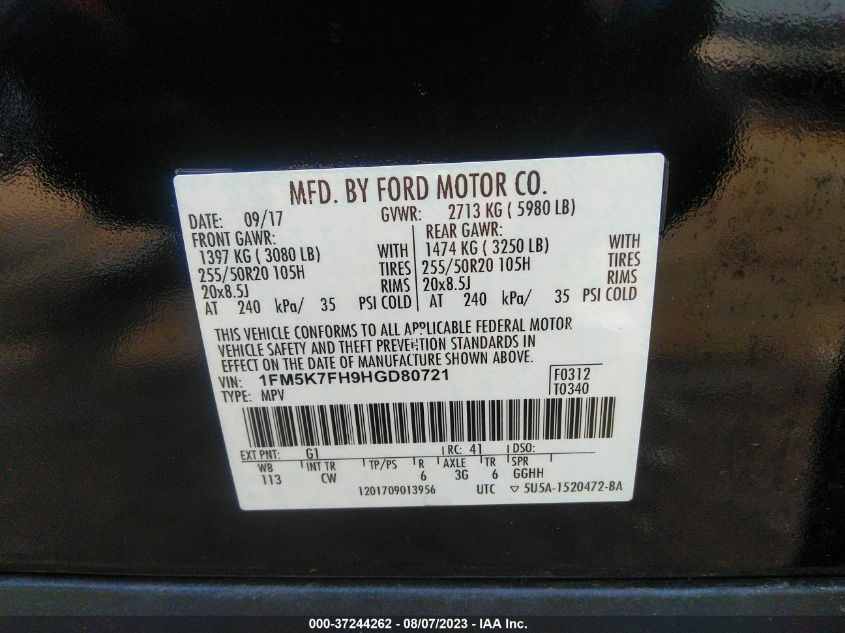 MFD. BY FORD MOTOR CO.
DATE: 09/17 GVWR: 2713 KG ( 5980 LB)
FRONT GAWR: REAR GAWR:
1397 KG ( 3080 LB) WITH 1474 KG ( 3250 LB) WITH
255/50R20 105H TIRES 255/50R20 105H TIRES
20x8.5J RIMS 20x8.5J RIMS
AT 240 kPa/ 35 PSI COLD AT 240 kPa/ 35 PSI COLD
THIS VEHICLE CONFORMS TO ALL APPLICABLE FEDERAL MOTOR
VEHICLE SAFETY AND THEFT PREVENTION STANDARDS IN
EFFECT ON THE DATE OF MANUFACTURE SHOWN ABOVE.
VIN: 1FM5K7FH9HGD80721 F0312
TYPE: MPV T0340
EXT PNT: G1 RC: 41 DSO:
WB INT TR TP/PS R AXLE TR SPR
113 CW 6 3G 6 GGHH
1201709013956 UTC ▽ 5U5A-1520472-BA
000-37244262 - 08/07/2023 - IAA Inc.